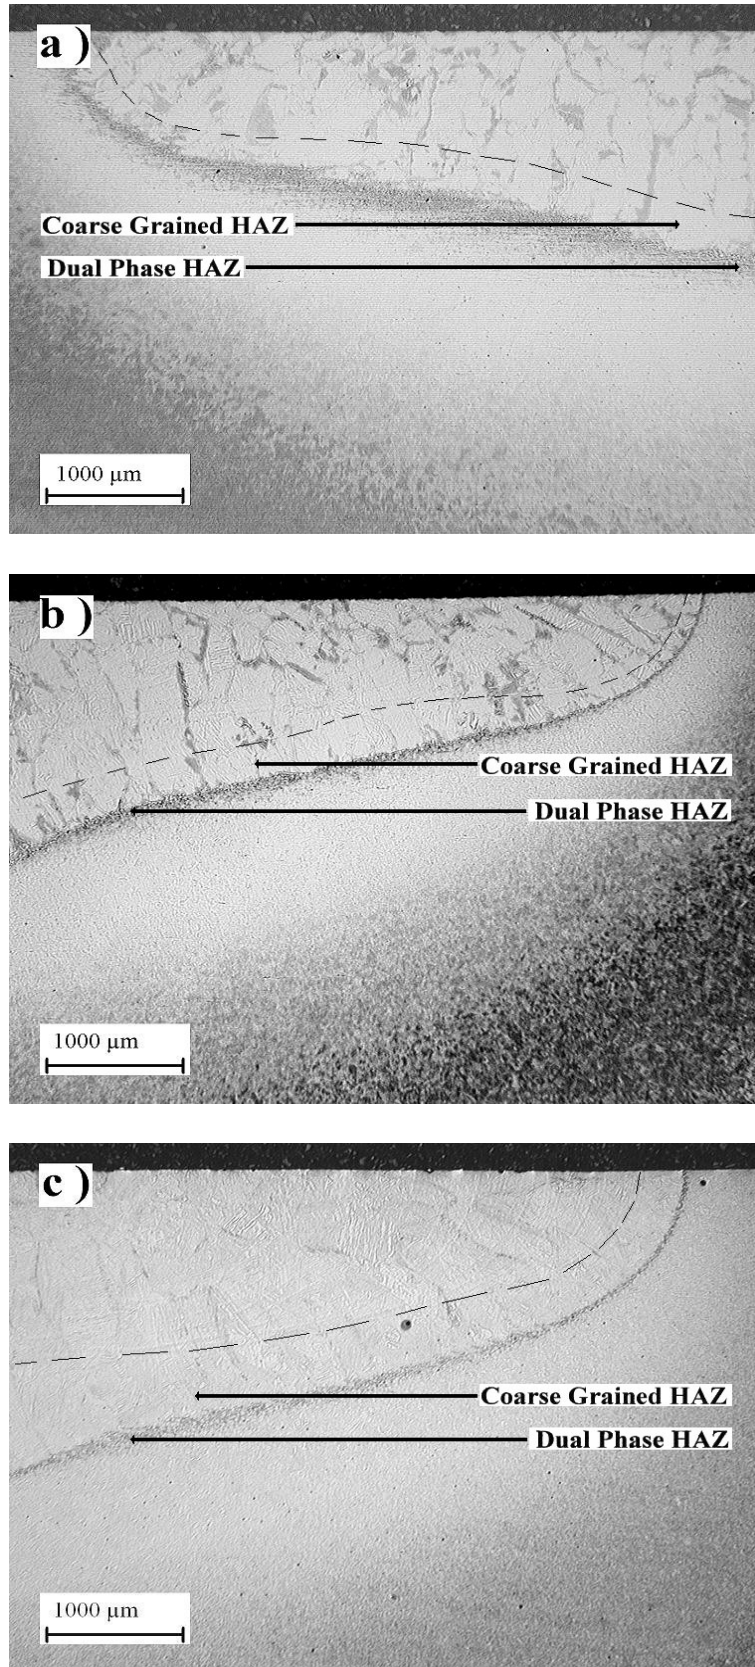 a )
Coarse Grained HAZ
Dual Phase HAZ
1000 µm
b )
Coarse Grained HAZ
Dual Phase HAZ
1000 µm
c )
Coarse Grained HAZ
Dual Phase HAZ
1000 µm